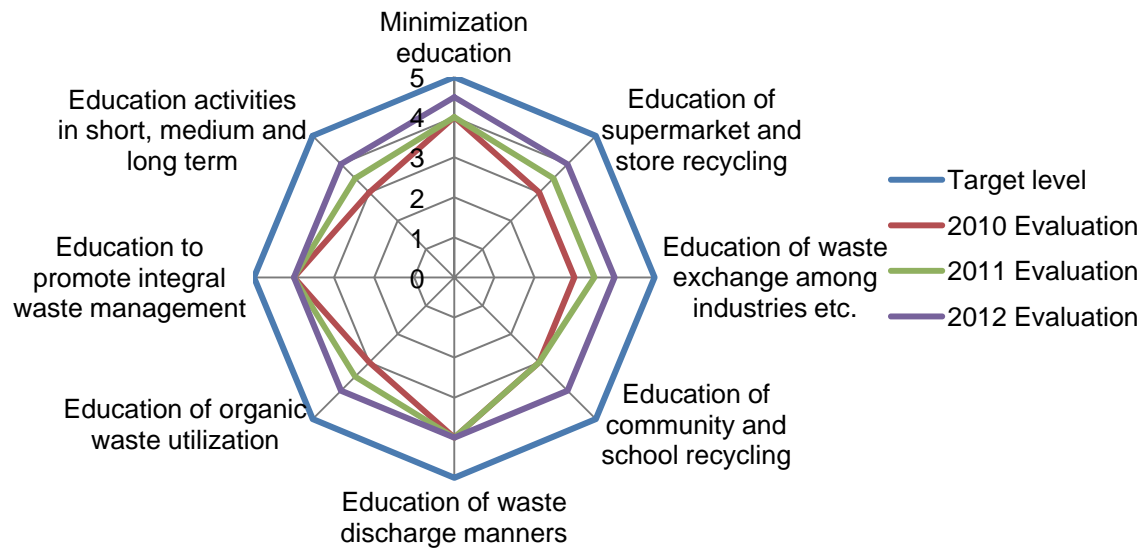 Minimization
education
Education of
supermarket and
store recycling
Education of waste
exchange among
industries etc.
Education of
community and
school recycling
Education of waste
discharge manners
Education of organic
waste utilization
Education to
promote integral
waste management
Education activities
in short, medium and
long term
5
4
3
2
1
0
Target level
2010 Evaluation
2011 Evaluation
2012 Evaluation